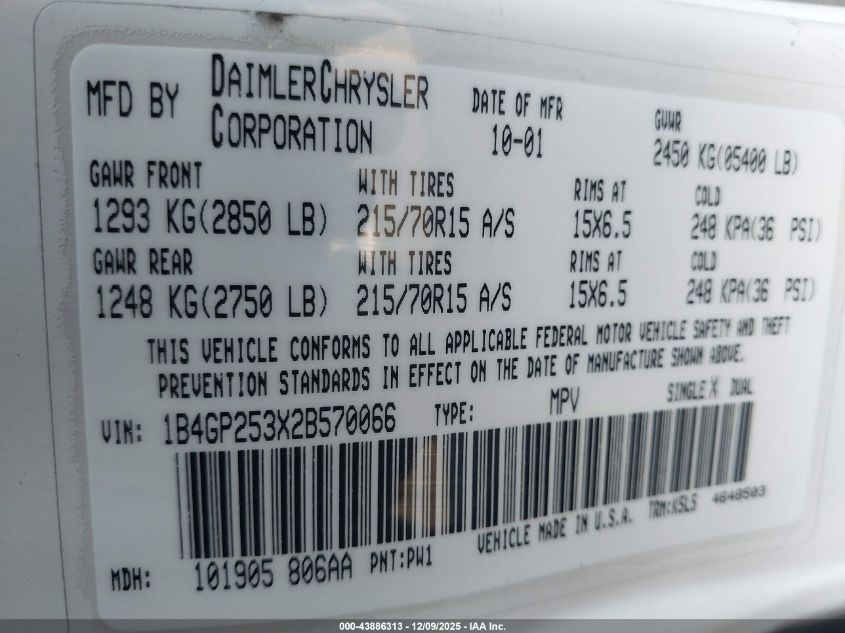 MFD BY DAIMLERCHRYSLER CORPORATION
DATE OF MFR 10-01
GVWR 2450 KG(05400 LB)
GAWR FRONT WITH TIRES RIMS AT COLD
1293 KG(2850 LB) 215/70R15 A/S 15X6.5 248 KPA(36 PSI)
GAWR REAR WITH TIRES RIMS AT COLD
1248 KG(2750 LB) 215/70R15 A/S 15X6.5 248 KPA(36 PSI)
THIS VEHICLE CONFORMS TO ALL APPLICABLE FEDERAL MOTOR VEHICLE SAFETY AND THEFT
PREVENTION STANDARDS IN EFFECT ON THE DATE OF MANUFACTURE SHOWN ABOVE.
VIN: 1B4GP253X2B570066 TYPE: MPV SINGLE X DUAL
MDH: 101905 806AA PNT:PW1 VEHICLE MADE IN U.S.A. TRM:KSLS 4648503
000-43886313 / 12/09/2025 - IAA Inc.